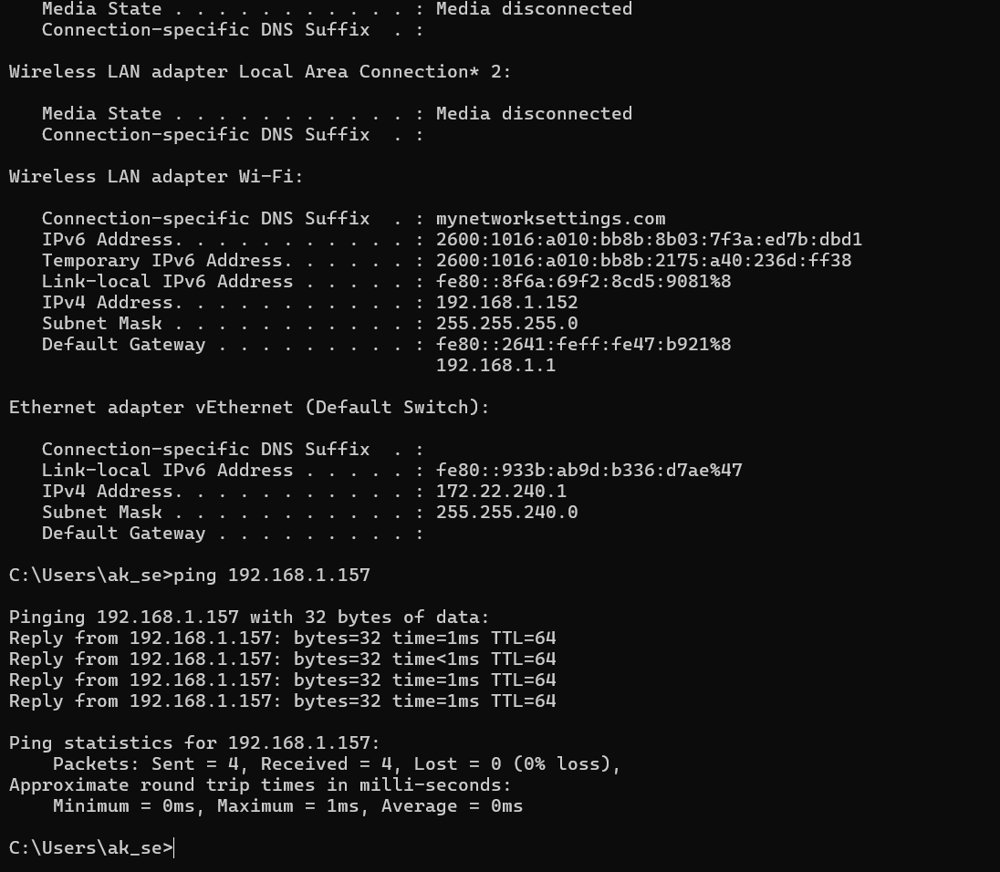 Media State . . . . . . . . . . . : Media disconnected
Connection-specific DNS Suffix  . :
Wireless LAN adapter Local Area Connection* 2:
Media State . . . . . . . . . . . : Media disconnected
Connection-specific DNS Suffix  . :
Wireless LAN adapter Wi-Fi:
Connection-specific DNS Suffix  . : mynetworksettings.com
IPv6 Address. . . . . . . . . . . : 2600:1016:a010:bb8b:8b03:7f3a:ed7b:dbd1
Temporary IPv6 Address. . . . . . : 2600:1016:a010:bb8b:2175:a40:236d:ff38
Link-local IPv6 Address . . . . . : fe80::8f6a:69f2:8cd5:9081%8
IPv4 Address. . . . . . . . . . . : 192.168.1.152
Subnet Mask . . . . . . . . . . . : 255.255.255.0
Default Gateway . . . . . . . . . : fe80::2641:feff:fe47:b921%8
192.168.1.1
Ethernet adapter vEthernet (Default Switch):
Connection-specific DNS Suffix  . :
Link-local IPv6 Address . . . . . : fe80::933b:ab9d:b336:d7ae%47
IPv4 Address. . . . . . . . . . . : 172.22.240.1
Subnet Mask . . . . . . . . . . . : 255.255.240.0
Default Gateway . . . . . . . . . :
C:\Users\ak_se>ping 192.168.1.157
Pinging 192.168.1.157 with 32 bytes of data:
Reply from 192.168.1.157: bytes=32 time=1ms TTL=64
Reply from 192.168.1.157: bytes=32 time<1ms TTL=64
Reply from 192.168.1.157: bytes=32 time=1ms TTL=64
Reply from 192.168.1.157: bytes=32 time=1ms TTL=64
Ping statistics for 192.168.1.157:
Packets: Sent = 4, Received = 4, Lost = 0 (0% loss),
Approximate round trip times in milli-seconds:
Minimum = 0ms, Maximum = 1ms, Average = 0ms
C:\Users\ak_se>